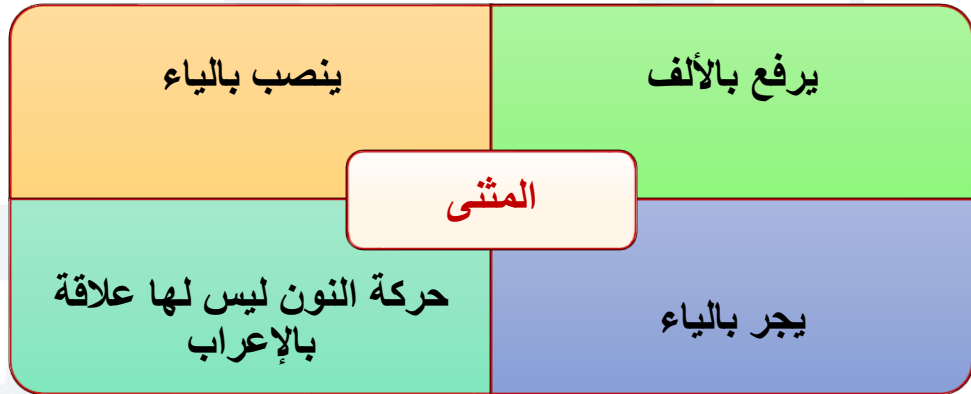 يرفع بالألف
ينصب بالياء
المثنى
يجر بالياء
حركة النون ليس لها علاقة
بالإعراب